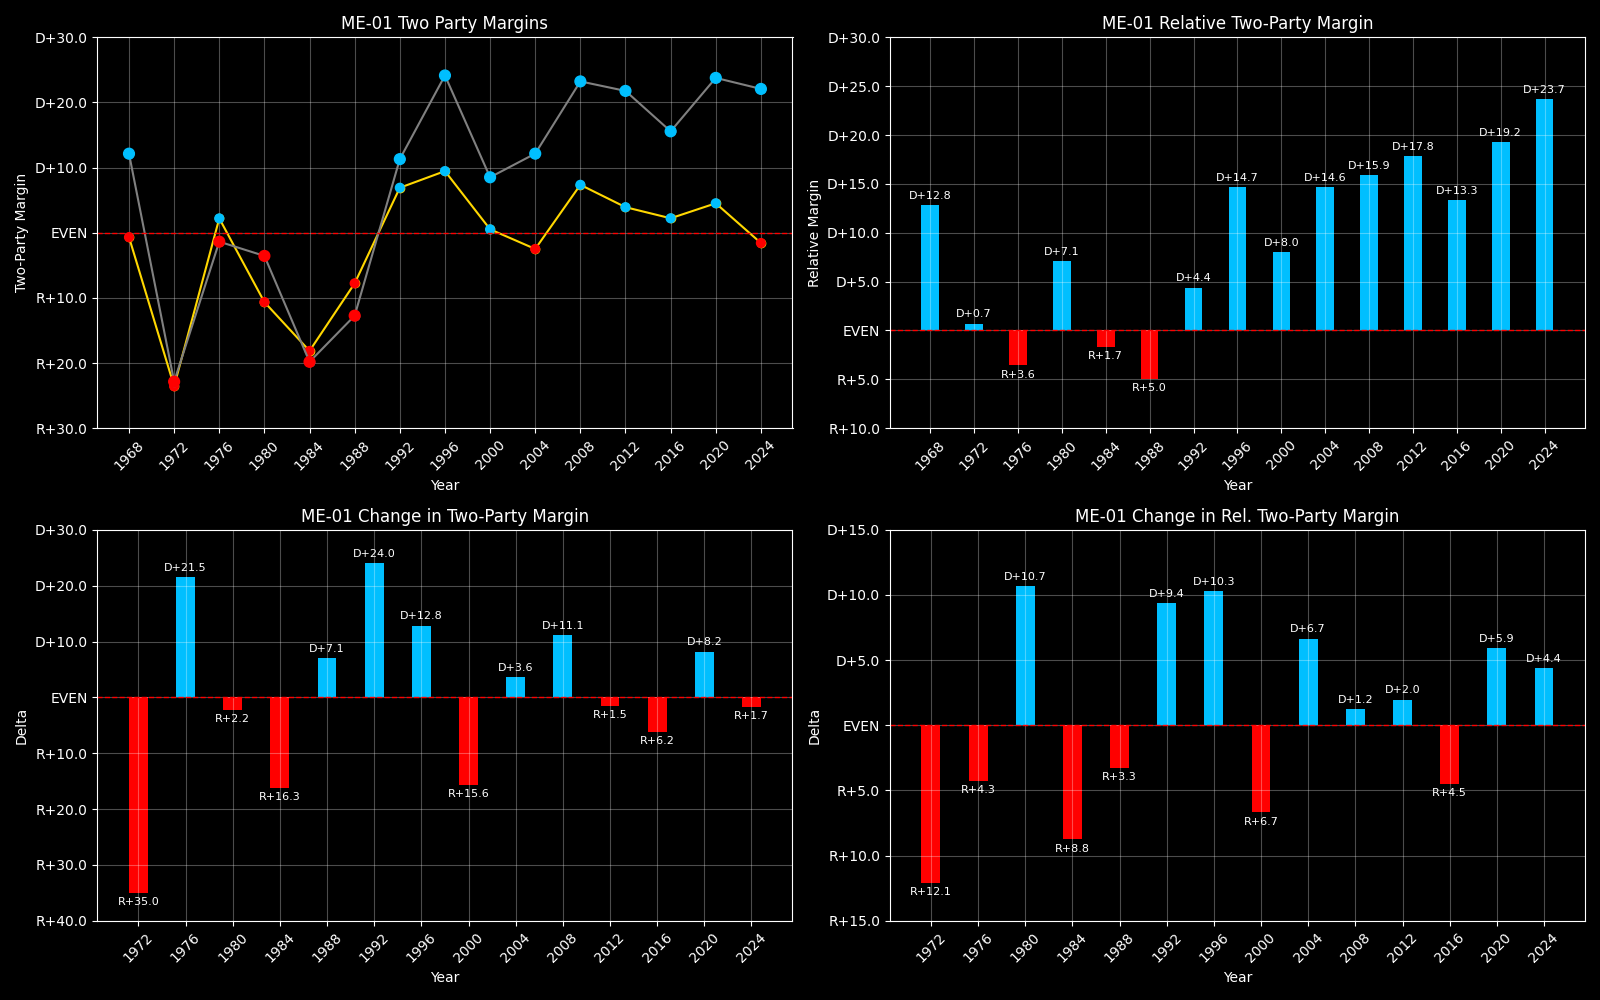 ME-01 Two Party Margins
D+30.0
D+20.0
D+10.0
EVEN
R+10.0
R+20.0
R+30.0
Two-Party Margin
1968
1972
1976
1980
1984
1988
1992
1996
2000
2004
2008
2012
2016
2020
2024
Year
ME-01 Relative Two-Party Margin
D+30.0
D+25.0
D+20.0
D+15.0
D+10.0
D+5.0
EVEN
R+5.0
R+10.0
Relative Margin
D+12.8
D+0.7
R+3.6
D+7.1
R+1.7
R+5.0
D+4.4
D+14.7
D+8.0
D+14.6
D+15.9
D+17.8
D+13.3
D+19.2
D+23.7
1968
1972
1976
1980
1984
1988
1992
1996
2000
2004
2008
2012
2016
2020
2024
Year
ME-01 Change in Two-Party Margin
D+30.0
D+20.0
D+10.0
EVEN
R+10.0
R+20.0
R+30.0
R+40.0
Delta
R+35.0
D+21.5
R+2.2
R+16.3
D+7.1
D+24.0
D+12.8
R+15.6
D+3.6
D+11.1
R+1.5
R+6.2
D+8.2
R+1.7
1972
1976
1980
1984
1988
1992
1996
2000
2004
2008
2012
2016
2020
2024
Year
ME-01 Change in Rel. Two-Party Margin
D+15.0
D+10.0
D+5.0
EVEN
R+5.0
R+10.0
R+15.0
Delta
R+12.1
R+4.3
D+10.7
R+8.8
R+3.3
D+9.4
D+10.3
R+6.7
D+6.7
D+1.2
D+2.0
R+4.5
D+5.9
D+4.4
1972
1976
1980
1984
1988
1992
1996
2000
2004
2008
2012
2016
2020
2024
Year